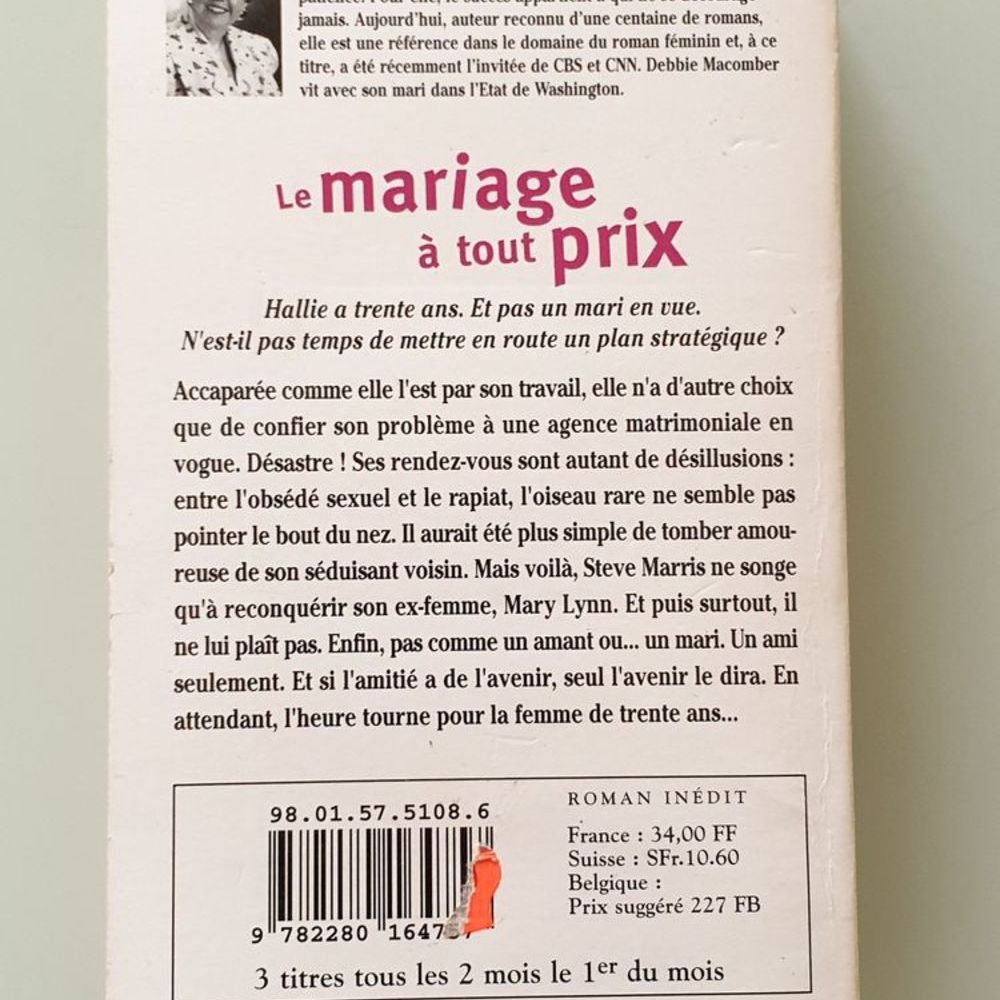 jamais. Aujourd'hui, auteur reconnu d'une centaine de romans,
elle est une référence dans le domaine du roman féminin et, à ce
titre, a été récemment l'invitée de CBS et CNN. Debbie Macomber
vit avec son mari dans l'Etat de Washington.
Le mariage
à tout prix
Hallie a trente ans. Et pas un mari en vue.
N'est-il pas temps de mettre en route un plan stratégique ?
Accaparée comme elle l'est par son travail, elle n'a d'autre choix
que de confier son problème à une agence matrimoniale en
vogue. Désastre ! Ses rendez-vous sont autant de désillusions :
entre l'obsédé sexuel et le rapiat, l'oiseau rare ne semble pas
pointer le bout du nez. Il aurait été plus simple de tomber amou-
reuse de son séduisant voisin. Mais voilà, Steve Marris ne songe
qu'à reconquérir son ex-femme, Mary Lynn. Et puis surtout, il
ne lui plaît pas. Enfin, pas comme un amant ou... un mari. Un ami
seulement. Et si l'amitié a de l'avenir, seul l'avenir le dira. En
attendant, l'heure tourne pour la femme de trente ans...
98.01.57.5108.6
9 782280
ROMAN INÉDIT
France : 34,00 FF
Suisse : SFr.10.60
Belgique :
Prix suggéré 227 FB
3 titres tous les 2 mois le 1er du mois